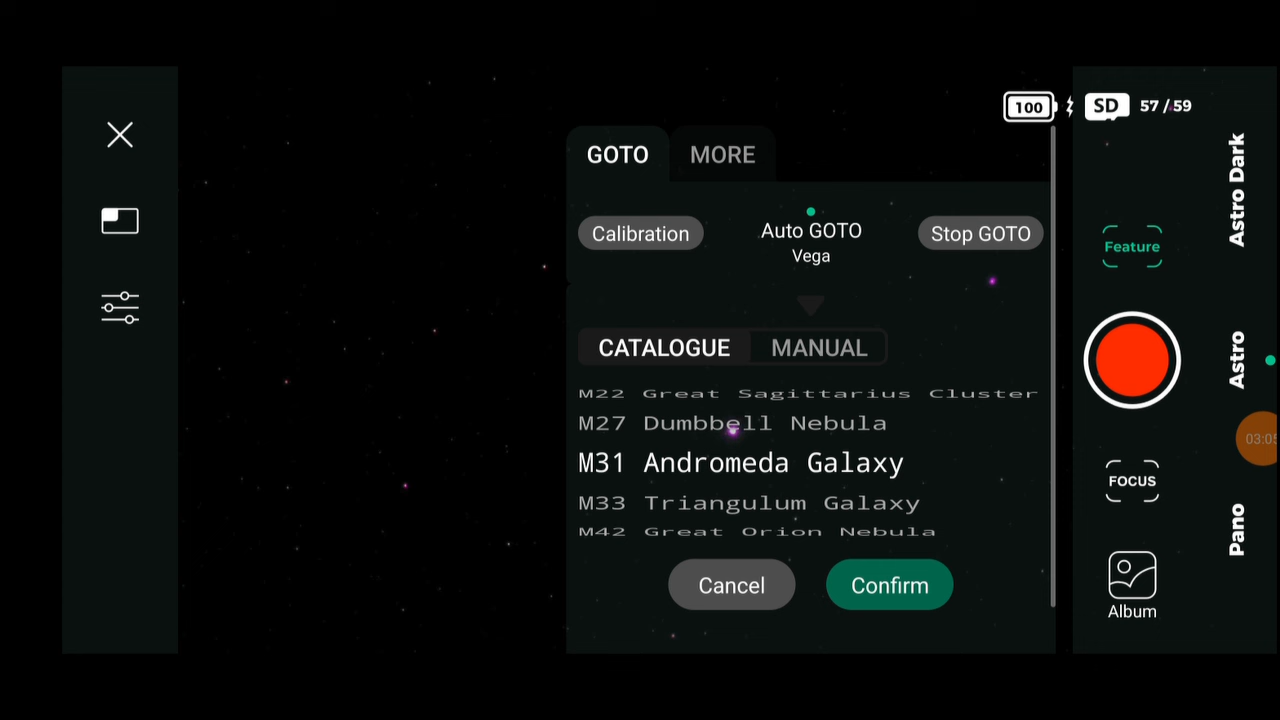 100 SD 57 / 59
GOTO MORE
Calibration
Auto GOTO
Vega
Stop GOTO
CATALOGUE MANUAL
M22 Great Sagittarius Cluster
M27 Dumbbell Nebula
M31 Andromeda Galaxy
M33 Triangulum Galaxy
M42 Great Orion Nebula
Cancel Confirm
Feature
FOCUS
Album
Astro Dark
Astro
Pano